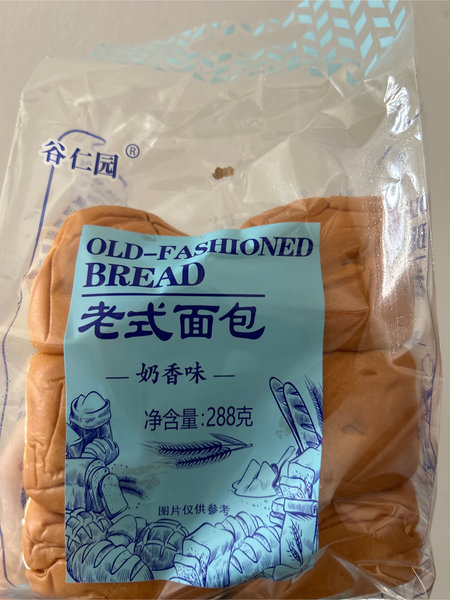 谷仁园®
OLD-FASHIONED
BREAD
老式面包
— 奶香味 —
净含量:288克
图片仅供参考